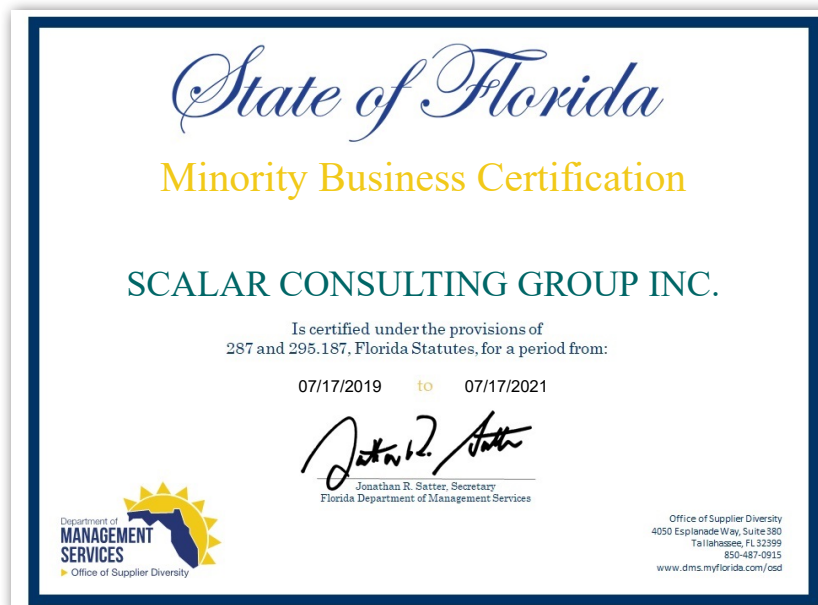 State of Florida
Minority Business Certification
SCALAR CONSULTING GROUP INC.
Is certified under the provisions of
287 and 295.187, Florida Statutes, for a period from:
07/17/2019 to 07/17/2021
Jonathan R. Satter, Secretary
Florida Department of Management Services
Department of
MANAGEMENT
SERVICES
Office of Supplier Diversity
Office of Supplier Diversity
4050 Esplanade Way, Suite 380
Tallahassee, FL 32399
850-487-0915
www.dms.myflorida.com/osd